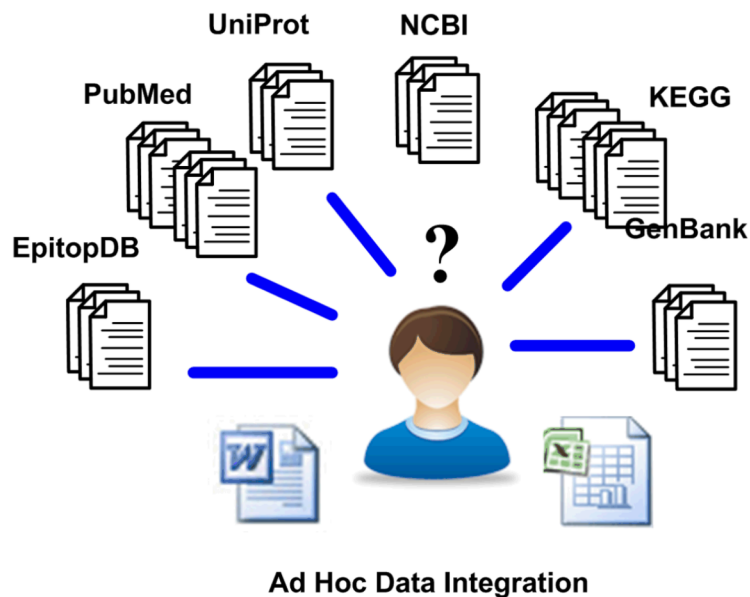 UniProt
NCBI
PubMed
KEGG
GenBank
EpitopDB
?
W
X
Ad Hoc Data Integration